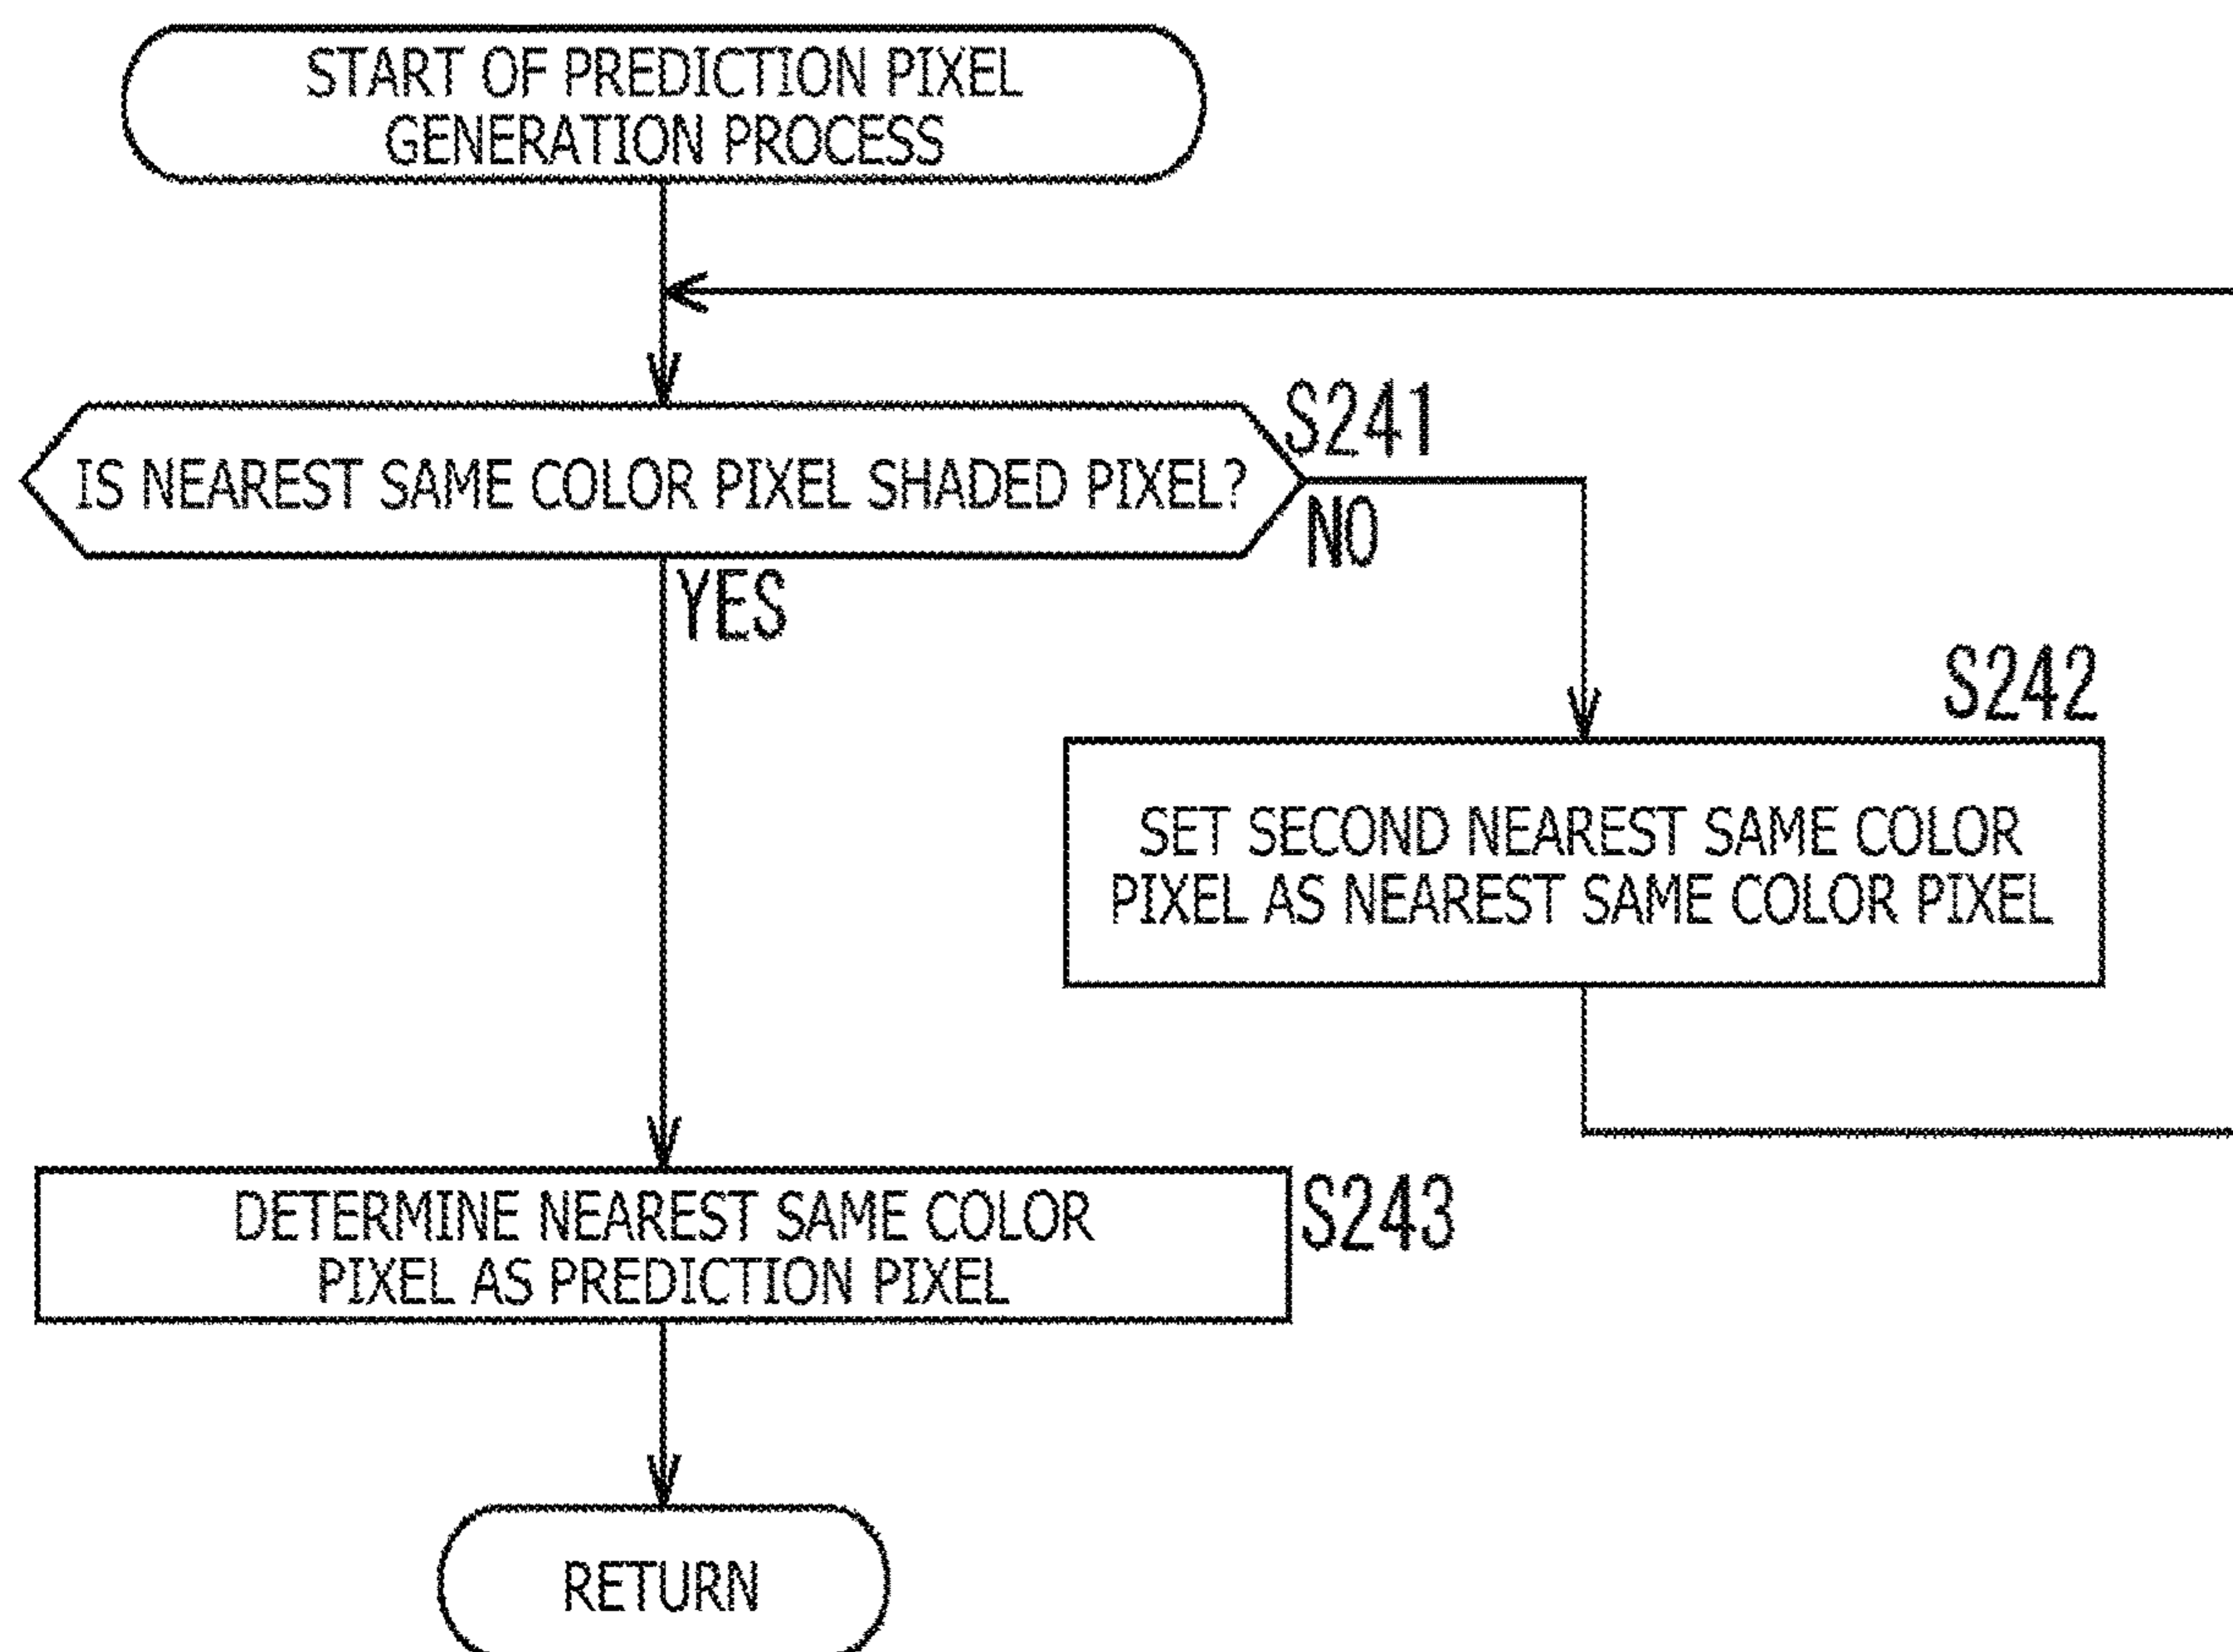 START OF PREDICTION PIXEL
GENERATION PROCESS
S241
IS NEAREST SAME COLOR PIXEL SHADED PIXEL?
NO
YES
S242
SET SECOND NEAREST SAME COLOR
PIXEL AS NEAREST SAME COLOR PIXEL
S243
DETERMINE NEAREST SAME COLOR
PIXEL AS PREDICTION PIXEL
RETURN